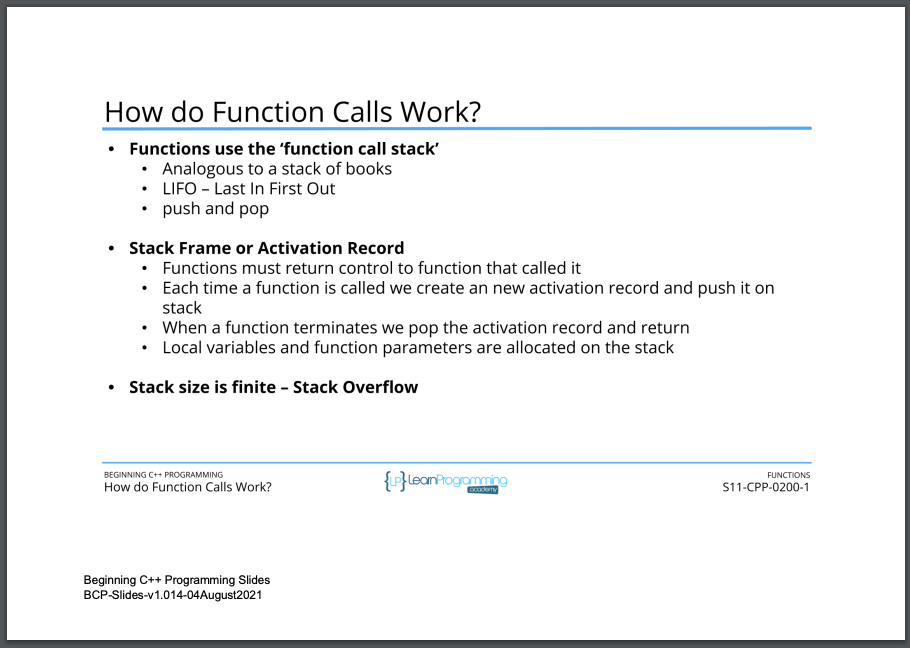 How do Function Calls Work?
• Functions use the ‘function call stack’
• Analogous to a stack of books
• LIFO – Last In First Out
• push and pop
• Stack Frame or Activation Record
• Functions must return control to function that called it
• Each time a function is called we create an new activation record and push it on
stack
• When a function terminates we pop the activation record and return
• Local variables and function parameters are allocated on the stack
• Stack size is finite – Stack Overflow
BEGINNING C++ PROGRAMMING
How do Function Calls Work?
{LP} LearnProgramming
academy
FUNCTIONS
S11-CPP-0200-1
Beginning C++ Programming Slides
BCP-Slides-v1.014-04August2021